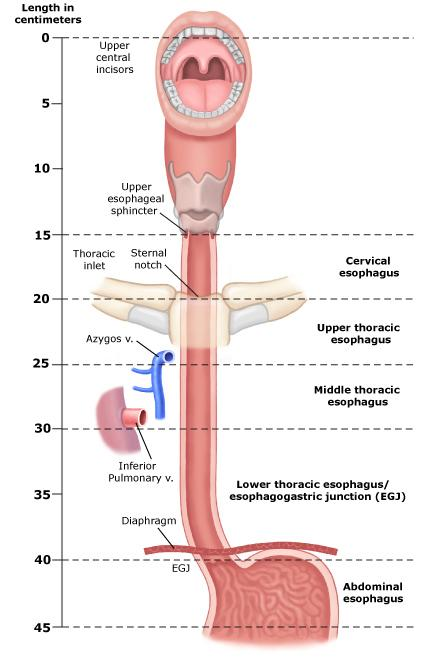 Length in
centimeters
0
Upper
central
incisors
5
10
Upper
esophageal
sphincter
15
Thoracic
inlet
Sternal
notch
Cervical
esophagus
20
Upper thoracic
esophagus
Azygos v.
25
Middle thoracic
esophagus
30
Inferior
Pulmonary v.
Lower thoracic esophagus/
esophagogastric junction (EGJ)
35
Diaphragm
40
EGJ
Abdominal
esophagus
45